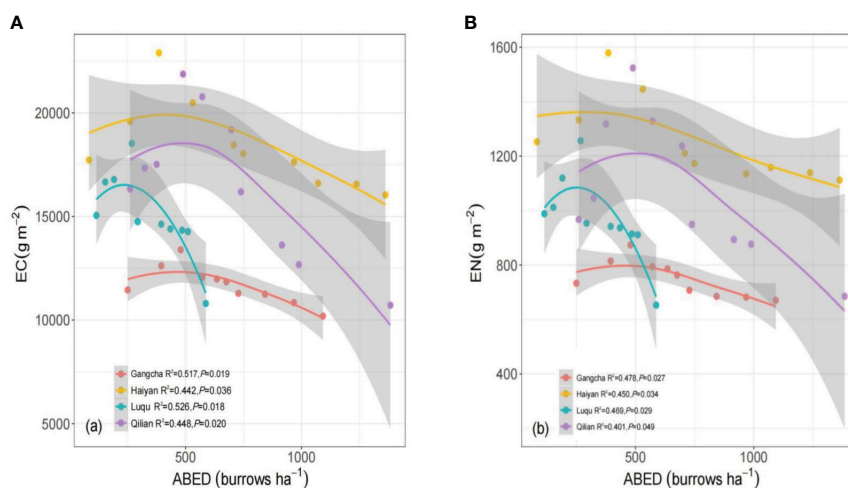 A
EC(g m⁻²)
20000
15000
10000
5000
Gangcha R²=0.517,P=0.019
Haiyan R²=0.442,P=0.036
Luqu R²=0.526,P=0.018
Qilian R²=0.448,P=0.020
(a)
500
1000
ABED (burrows ha⁻¹)
B
EN(g m⁻²)
1600
1200
800
400
Gangcha R²=0.478,P=0.027
Haiyan R²=0.450,P=0.034
Luqu R²=0.469,P=0.029
Qilian R²=0.401,P=0.049
(b)
500
1000
ABED (burrows ha⁻¹)